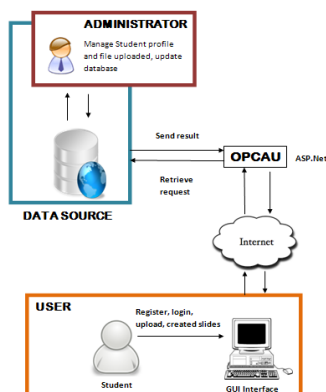 ADMINISTRATOR
Manage Student profile
and file uploaded, update
database
Send result
OPCAU
ASP.Net
Retrieve
request
DATA SOURCE
Internet
USER
Register, login,
upload, created slides
Student
GUI Interface